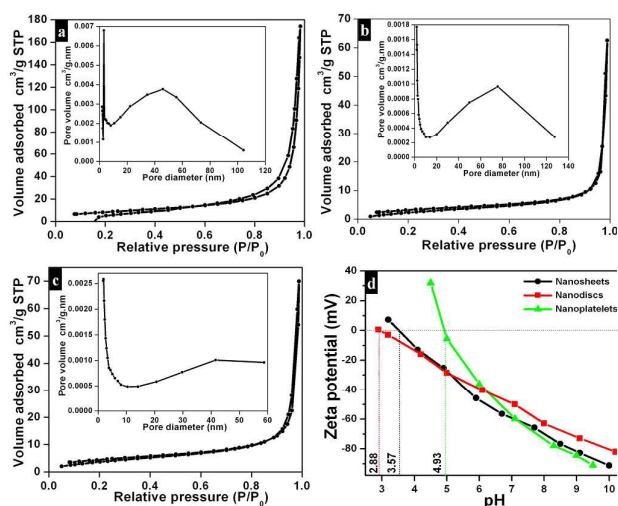 a
Volume adsorbed cm³/g STP
180
160
140
120
100
80
60
40
20
0
0.0 0.2 0.4 0.6 0.8 1.0
Relative pressure (P/P₀)
Pore volume cm³/g.nm
0.007
0.006
0.005
0.004
0.003
0.002
0.001
0.000
0 20 40 60 80 100 120
Pore diameter (nm)
b
Volume adsorbed cm³/g STP
70
60
50
40
30
20
10
0
0.0 0.2 0.4 0.6 0.8 1.0
Relative pressure (P/P₀)
Pore volume cm³/g.nm
0.0018
0.0016
0.0014
0.0012
0.0010
0.0008
0.0006
0.0004
0.0002
0.0000
0 20 40 60 80 100 120 140
Pore diameter (nm)
c
Volume adsorbed cm³/g STP
70
60
50
40
30
20
10
0
0.0 0.2 0.4 0.6 0.8 1.0
Relative pressure (P/P₀)
Pore volume cm³/g.nm
0.0025
0.0020
0.0015
0.0010
0.0005
0.0000
0 10 20 30 40 50 60
Pore diameter (nm)
d
Zeta potential (mV)
40
20
0
-20
-40
-60
-80
Nanosheets
Nanodiscs
Nanoplatelets
2.88
3.57
4.93
3 4 5 6 7 8 9 10
pH